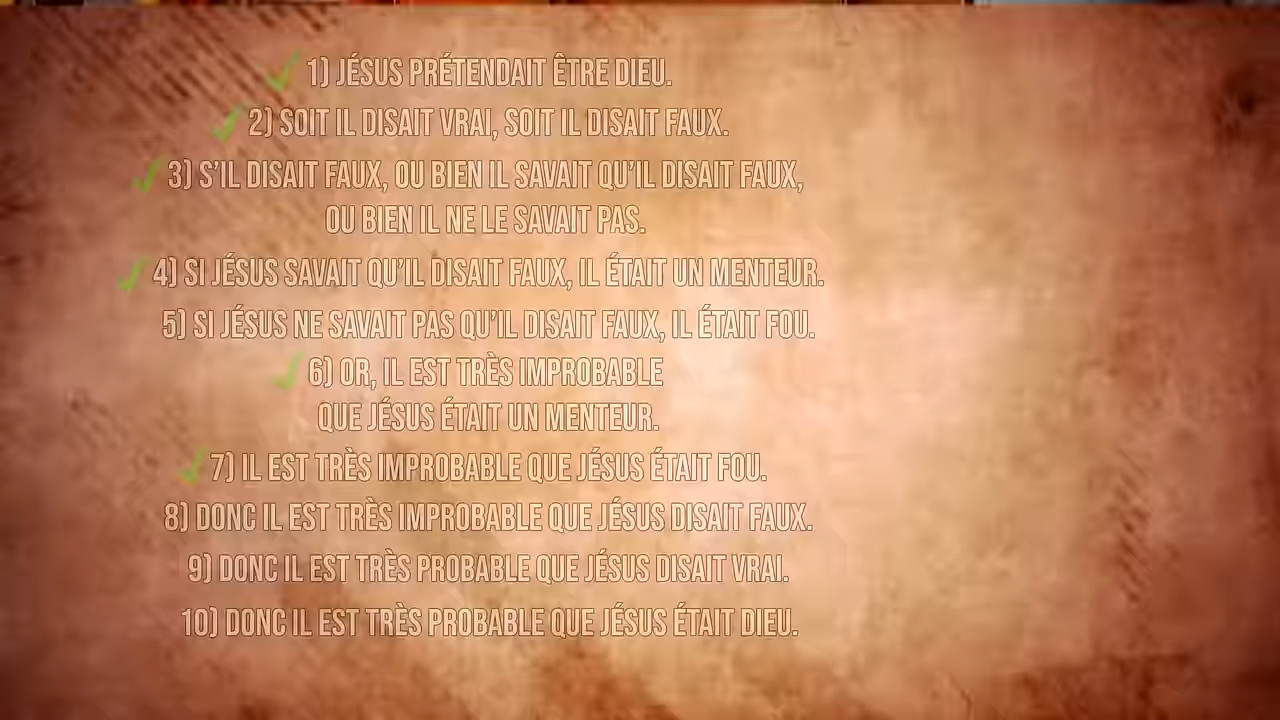 1) JÉSUS PRÉTENDAIT ÊTRE DIEU.
2) SOIT IL DISAIT VRAI, SOIT IL DISAIT FAUX.
3) S'IL DISAIT FAUX, OU BIEN IL SAVAIT QU'IL DISAIT FAUX,
OU BIEN IL NE LE SAVAIT PAS.
4) SI JÉSUS SAVAIT QU'IL DISAIT FAUX, IL ÉTAIT UN MENTEUR.
5) SI JÉSUS NE SAVAIT PAS QU'IL DISAIT FAUX, IL ÉTAIT FOU.
6) OR, IL EST TRÈS IMPROBABLE
QUE JÉSUS ÉTAIT UN MENTEUR.
7) IL EST TRÈS IMPROBABLE QUE JÉSUS ÉTAIT FOU.
8) DONC IL EST TRÈS IMPROBABLE QUE JÉSUS DISAIT FAUX.
9) DONC IL EST TRÈS PROBABLE QUE JÉSUS DISAIT VRAI.
10) DONC IL EST TRÈS PROBABLE QUE JÉSUS ÉTAIT DIEU.